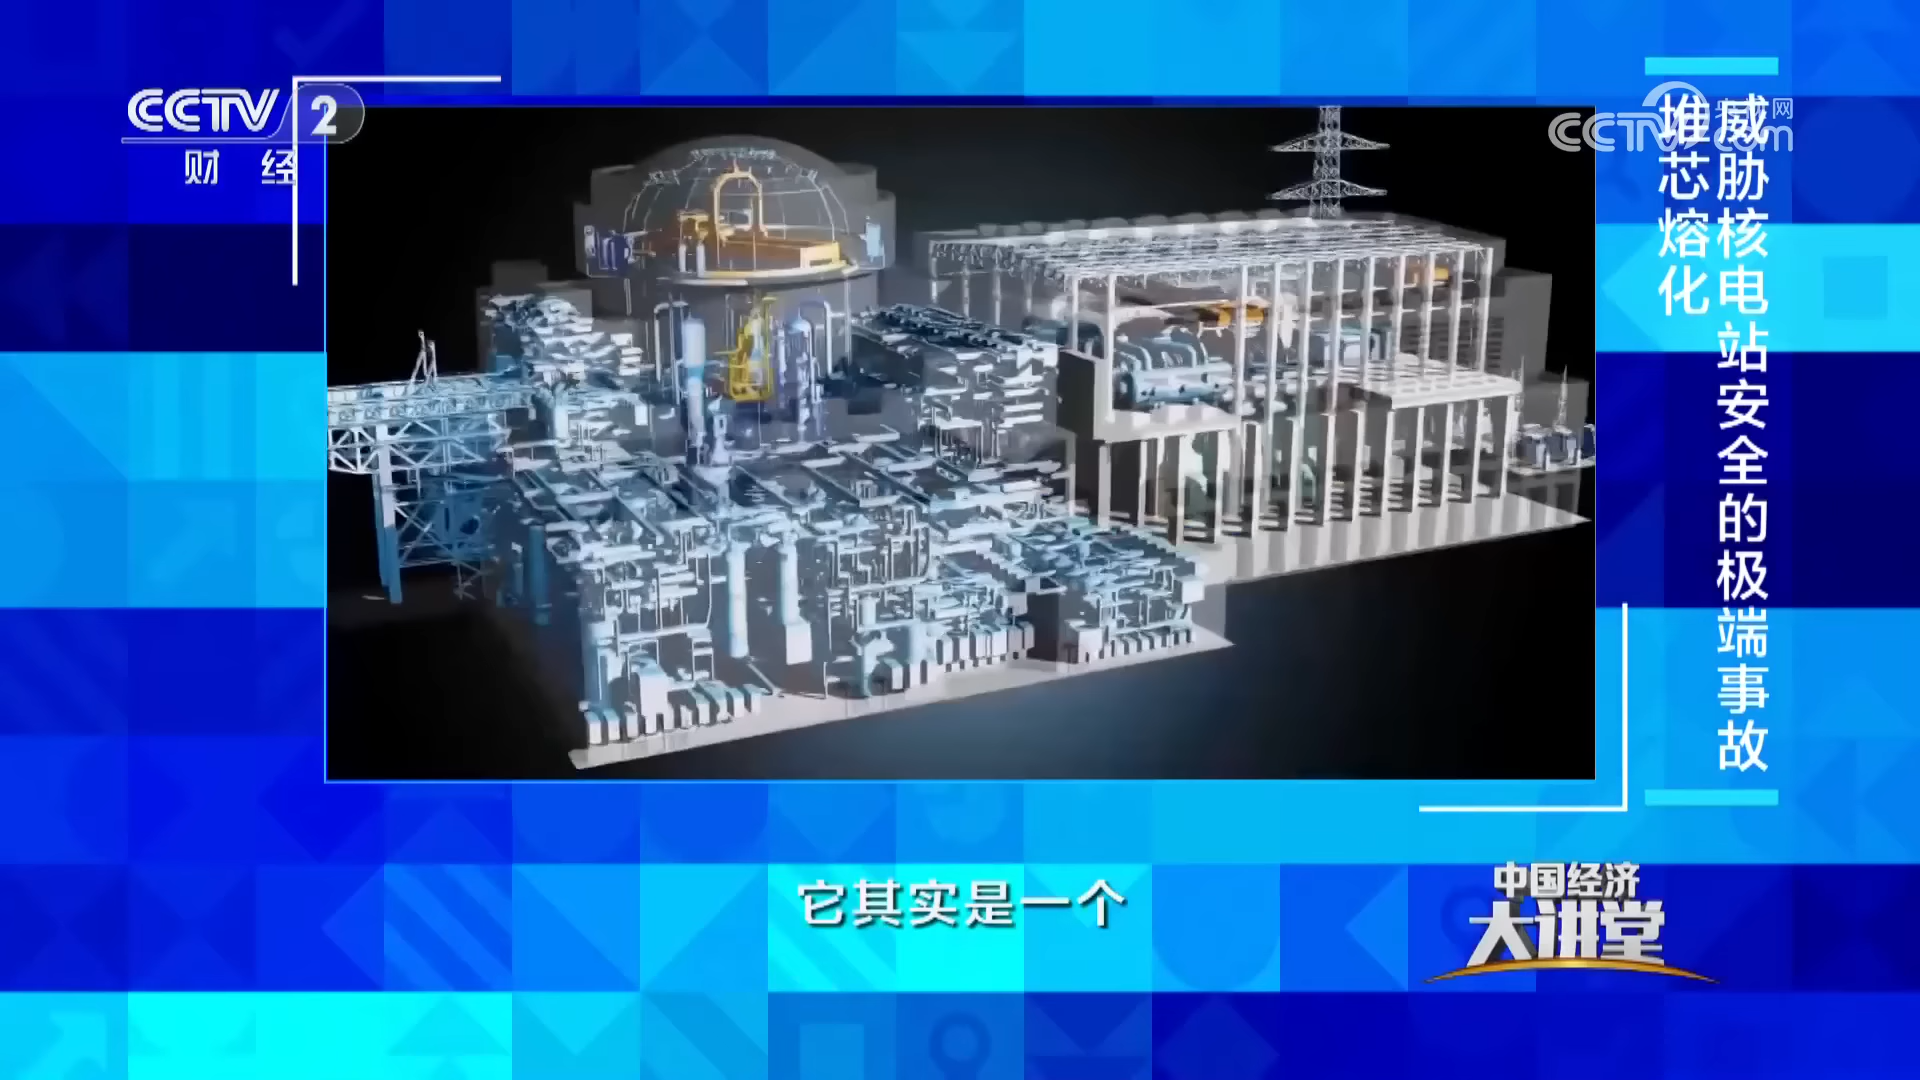 CCTV 2
财 经
央视网
CCTV.com
堆芯熔化
威胁核电站安全的极端事故
它其实是一个
中国经济
大讲堂